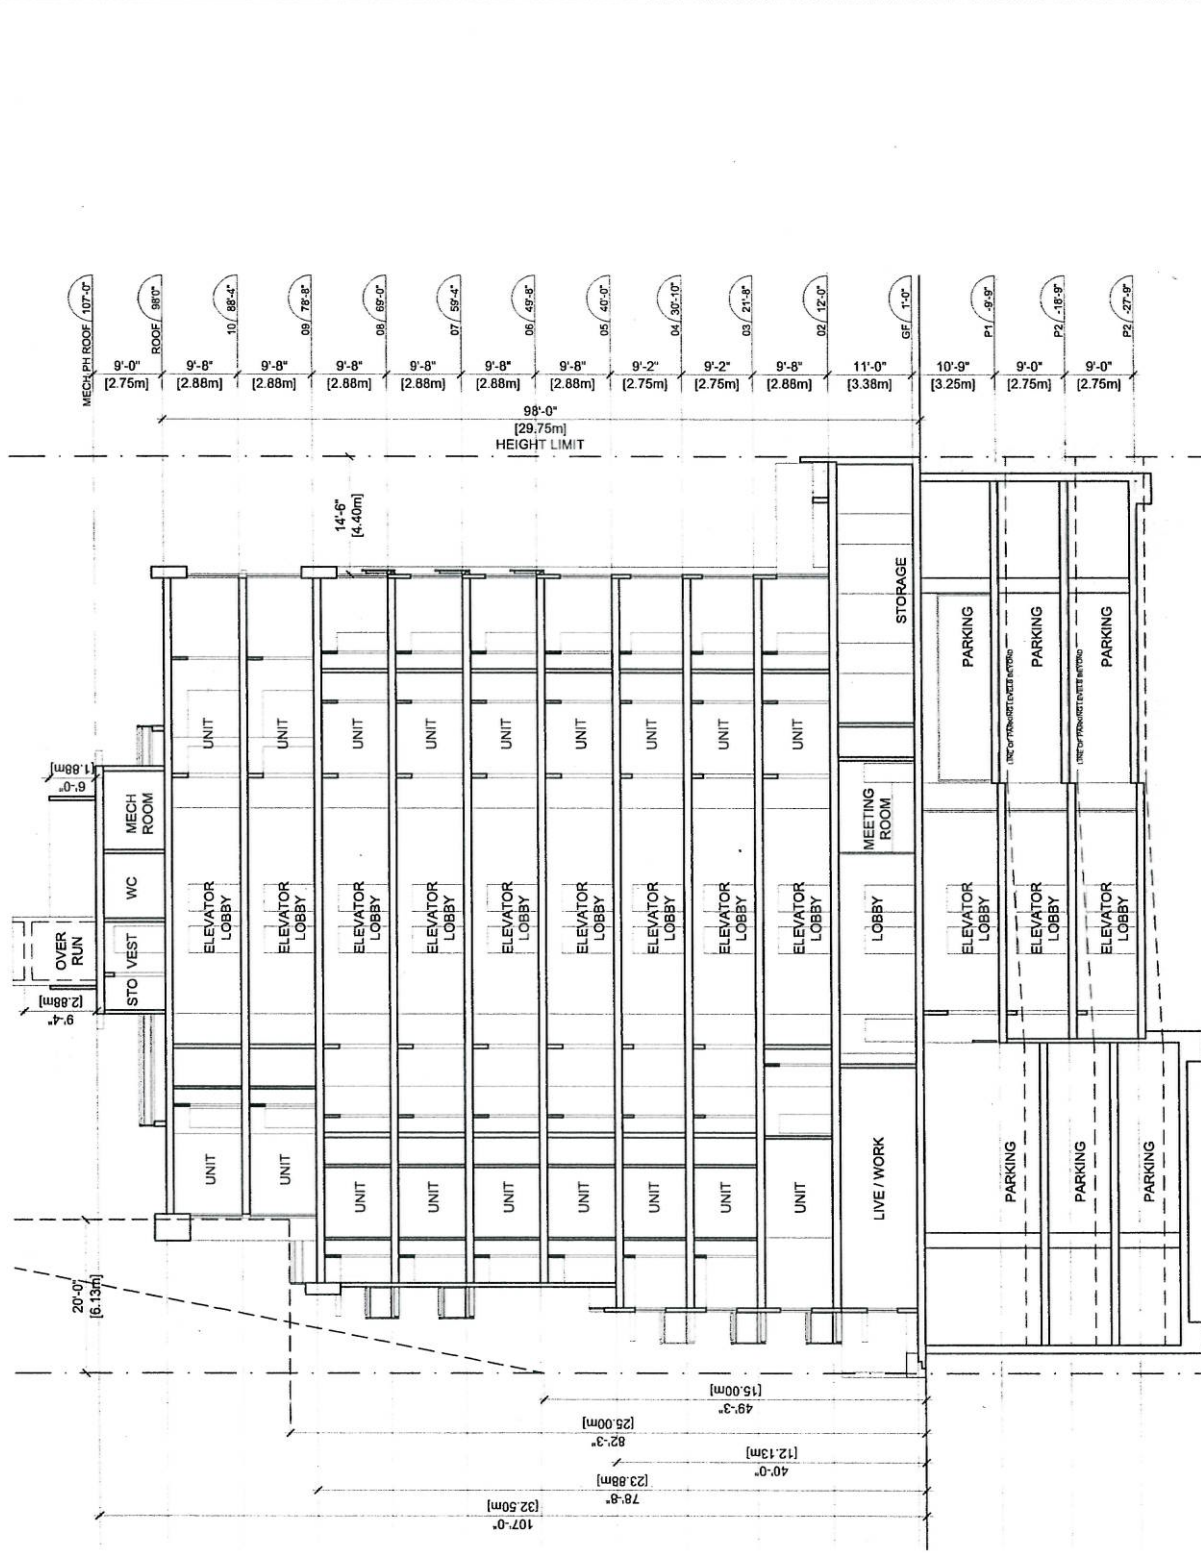 MECH PH ROOF 107'-0"
ROOF 98'0"
10 88'-4"
09 78'-8"
08 69'-0"
07 59'-4"
06 49'-8"
05 40'-0"
04 30'-10"
03 21'-8"
02 12'-0"
GF 1'-0"
P1 -9'-9"
P2 -18'-9"
P2 -27'-9"
9'-0"
[2.75m]
9'-8"
[2.88m]
9'-8"
[2.88m]
9'-8"
[2.88m]
9'-8"
[2.88m]
9'-8"
[2.88m]
9'-8"
[2.88m]
9'-2"
[2.75m]
9'-2"
[2.75m]
9'-8"
[2.88m]
11'-0"
[3.38m]
10'-9"
[3.25m]
9'-0"
[2.75m]
9'-0"
[2.75m]
98'-0"
[29.75m]
HEIGHT LIMIT
14'-6"
[4.40m]
6'-0"
[1.88m]
OVER
RUN
9'-4"
[2.88m]
MECH
ROOM
WC
VEST
STO
UNIT
ELEVATOR
LOBBY
UNIT
UNIT
ELEVATOR
LOBBY
UNIT
UNIT
ELEVATOR
LOBBY
UNIT
UNIT
ELEVATOR
LOBBY
UNIT
UNIT
ELEVATOR
LOBBY
UNIT
UNIT
ELEVATOR
LOBBY
UNIT
UNIT
ELEVATOR
LOBBY
UNIT
UNIT
ELEVATOR
LOBBY
UNIT
UNIT
ELEVATOR
LOBBY
UNIT
STORAGE
MEETING
ROOM
LOBBY
LIVE / WORK
PARKING
ELEVATOR
LOBBY
PARKING
LINE OF PARKING LEVELS BEYOND
PARKING
ELEVATOR
LOBBY
PARKING
LINE OF PARKING LEVELS BEYOND
PARKING
ELEVATOR
LOBBY
PARKING
20'-0"
[6.13m]
49'-3"
[15.00m]
82'-3"
[25.00m]
40'-0"
[12.13m]
78'-8"
[23.88m]
107'-0"
[32.50m]